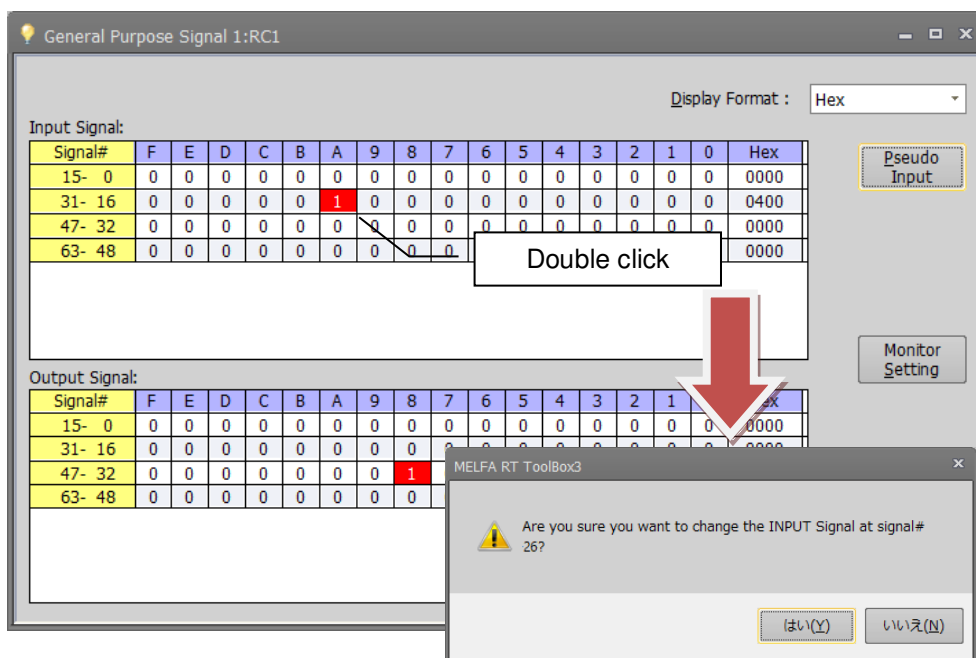 General Purpose Signal 1:RC1
Display Format : Hex
Input Signal:
Signal# F E D C B A 9 8 7 6 5 4 3 2 1 0 Hex
15- 0 0 0 0 0 0 0 0 0 0 0 0 0 0 0 0 0 0000
31- 16 0 0 0 0 0 1 0 0 0 0 0 0 0 0 0 0 0400
47- 32 0 0 0 0 0 0 0 0 0 0 0 0 0 0 0 0 0000
63- 48 0 0 0 0 0 0 0 0 0 0000
Pseudo
Input
Double click
Monitor
Setting
Output Signal:
Signal# F E D C B A 9 8 7 6 5 4 3 2 1
15- 0 0 0 0 0 0 0 0 0 0 0 0 0 0 0 0 0 0000
31- 16 0 0 0 0 0 0 0 0
47- 32 0 0 0 0 0 0 0 1
63- 48 0 0 0 0 0 0 0 0
MELFA RT ToolBox3
Are you sure you want to change the INPUT Signal at signal#
26?
はい(Y) いいえ(N)